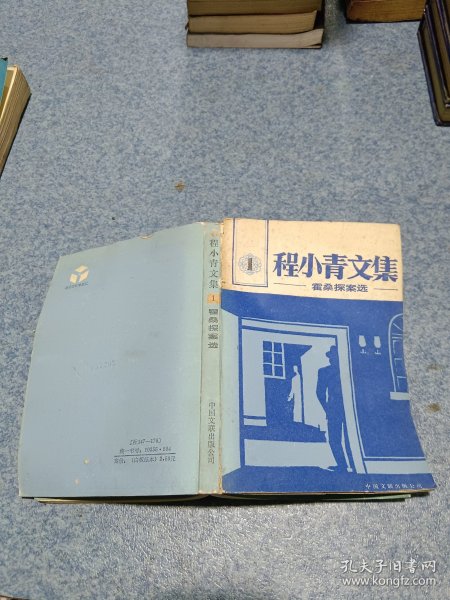 程小青文集
1
霍桑探案选
中国文联出版公司
程小青文集
1
霍桑探案选
中国文联出版公司
孔夫子旧书网
www.kongfz.com